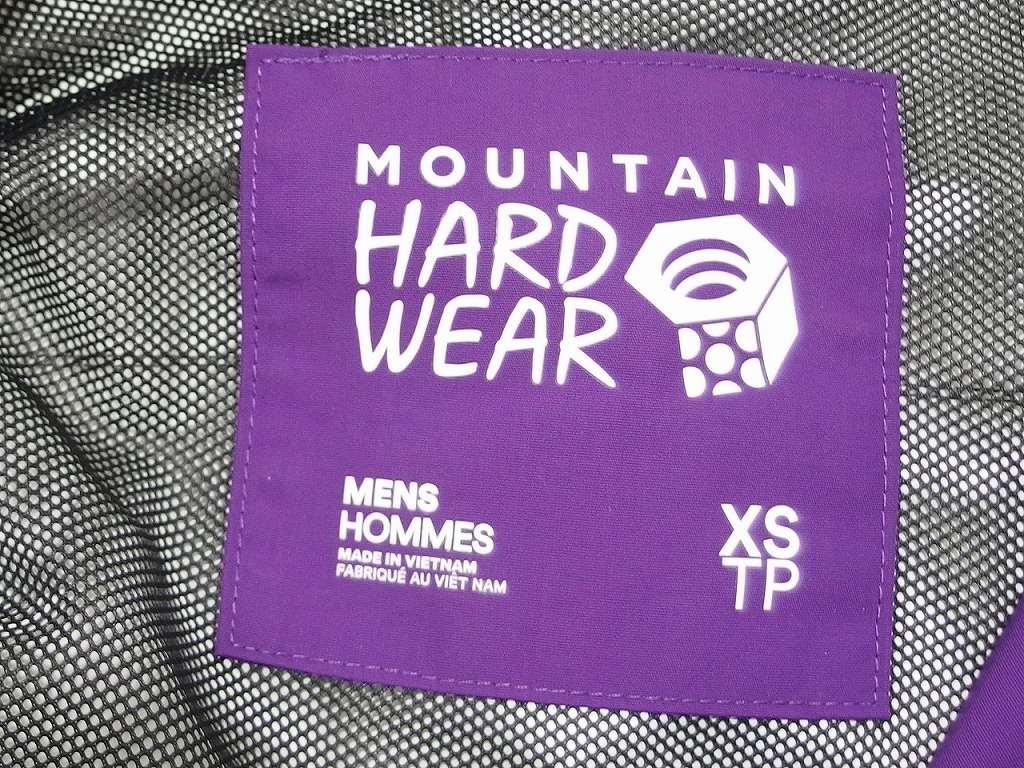 MOUNTAIN
HARD
WEAR
MENS
HOMMES
MADE IN VIETNAM
FABRIQUÉ AU VIÊT NAM
XS
TP